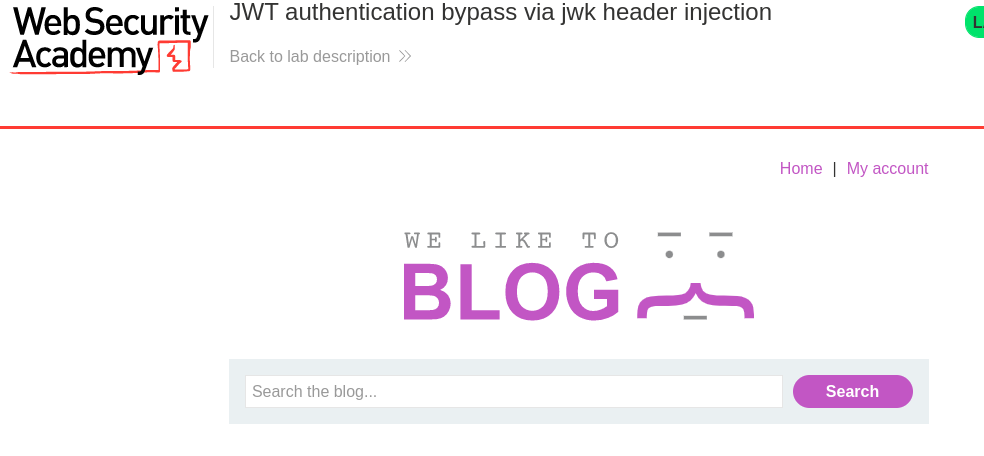 Web Security
Academy
JWT authentication bypass via jwk header injection
Back to lab description
Home | My account
WE LIKE TO
BLOG
Search the blog...
Search